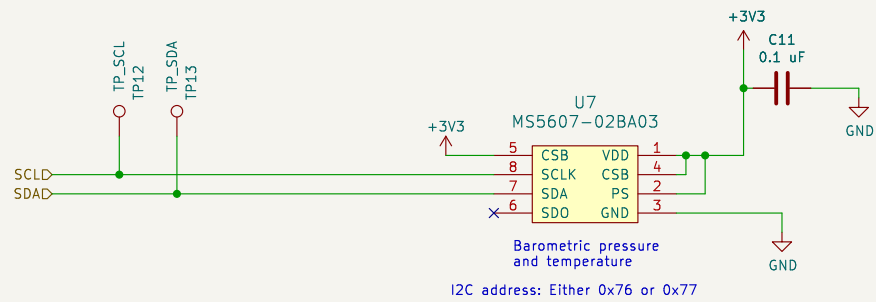 +3V3
C11
0.1 uF
GND
TP_SCL
TP12
TP_SDA
TP13
U7
MS5607-02BA03
+3V3
SCL
SDA
5 CSB VDD 1
8 SCLK CSB 4
7 SDA PS 2
6 SDO GND 3
GND
Barometric pressure
and temperature
I2C address: Either 0x76 or 0x77